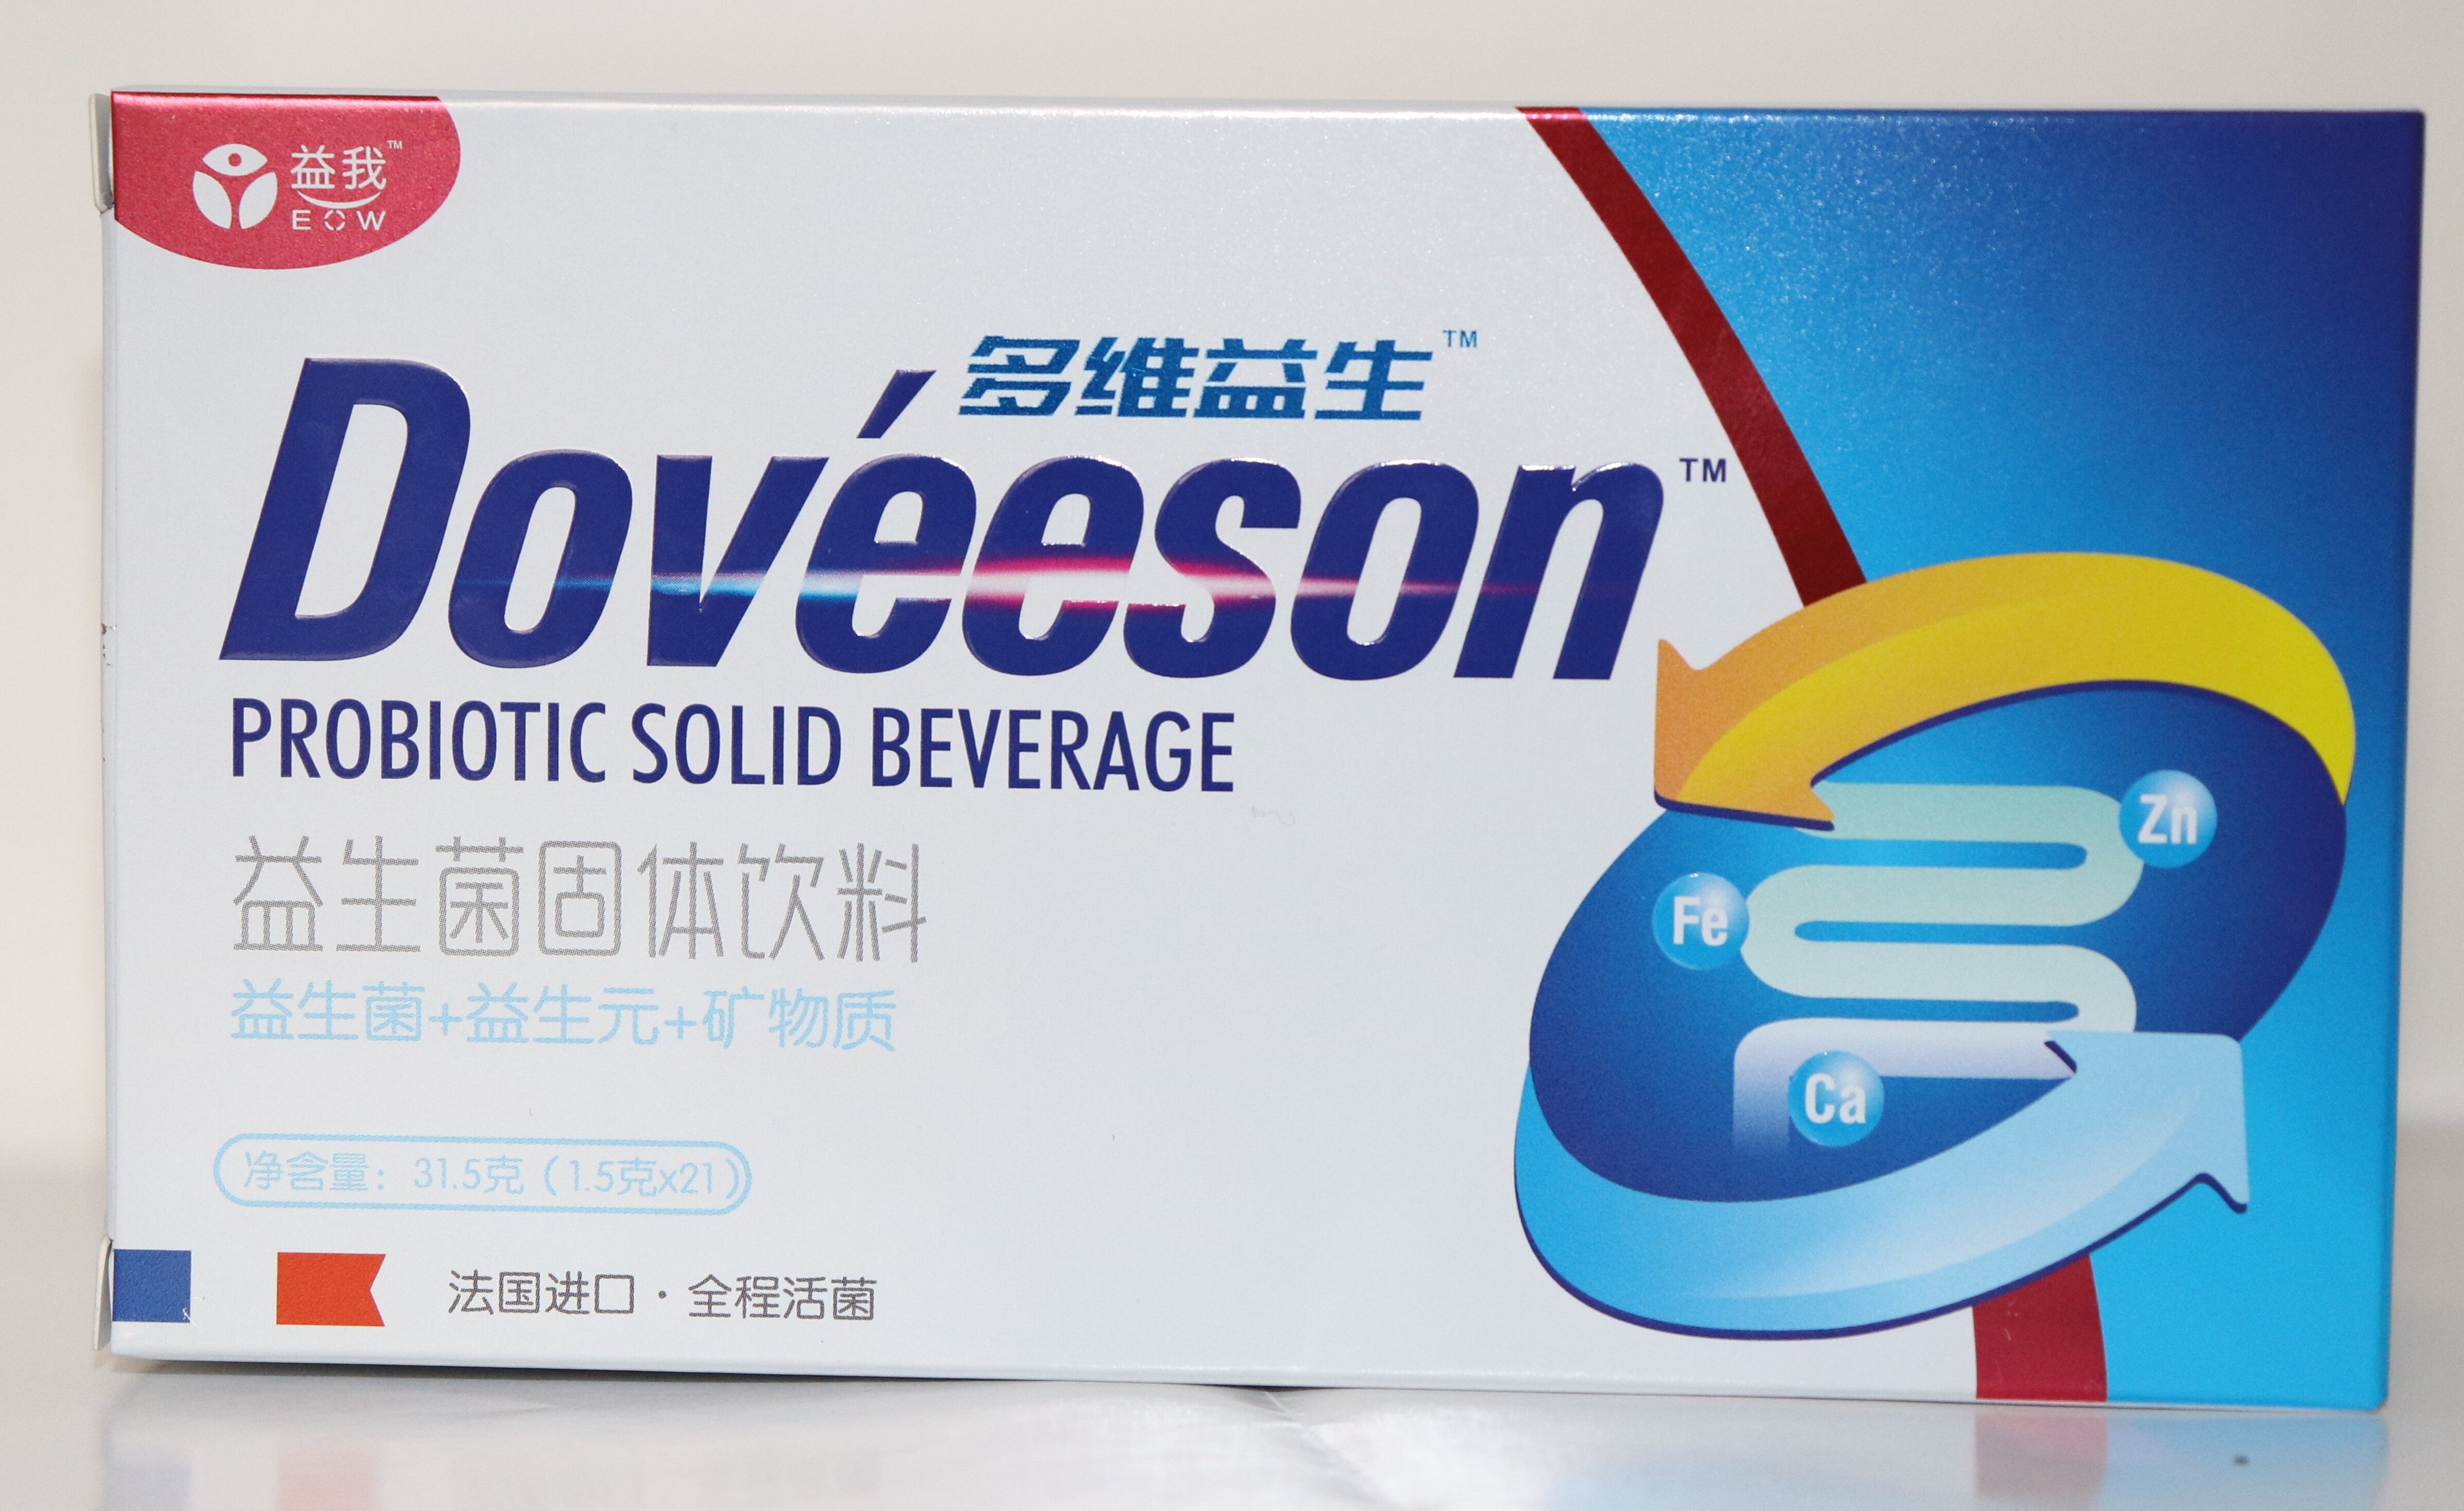 益我™
EOW
多维益生™
Dovéeson™
PROBIOTIC SOLID BEVERAGE
益生菌固体饮料
益生菌+益生元+矿物质
Zn
Fe
Ca
净含量：31.5克（1.5克x21）
法国进口·全程活菌